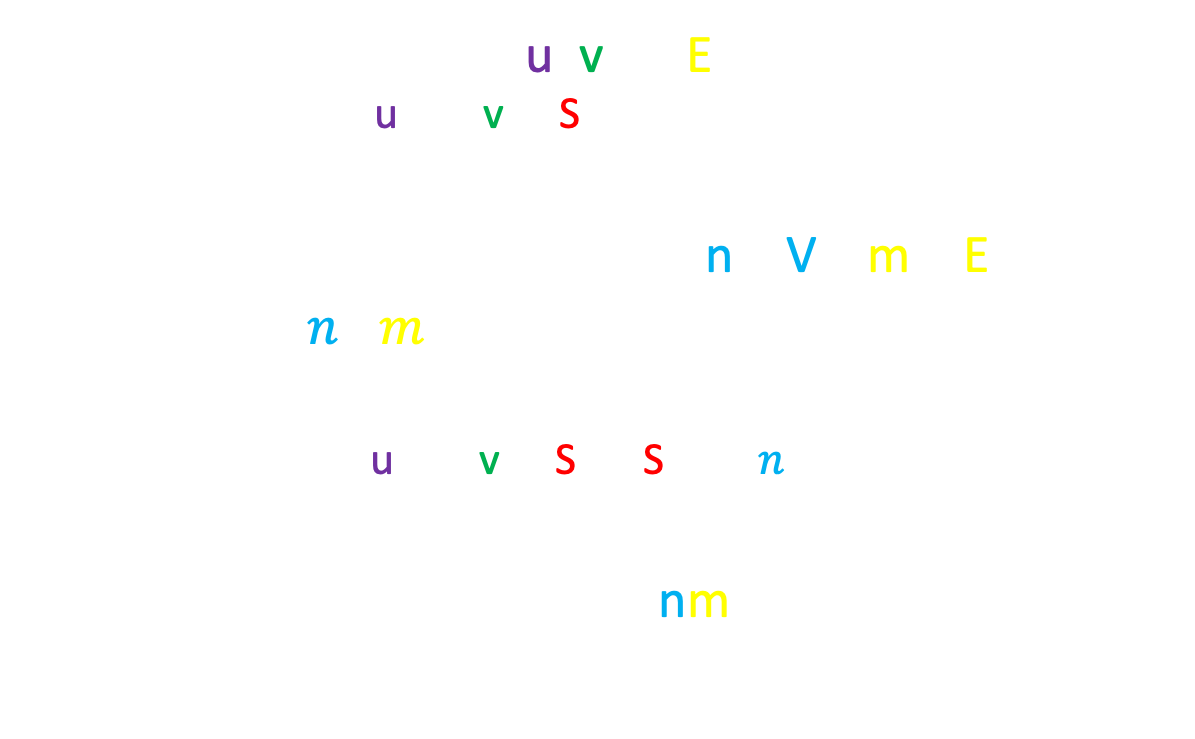 u v E
u v S
n V m E
n m
u v S S n
nm